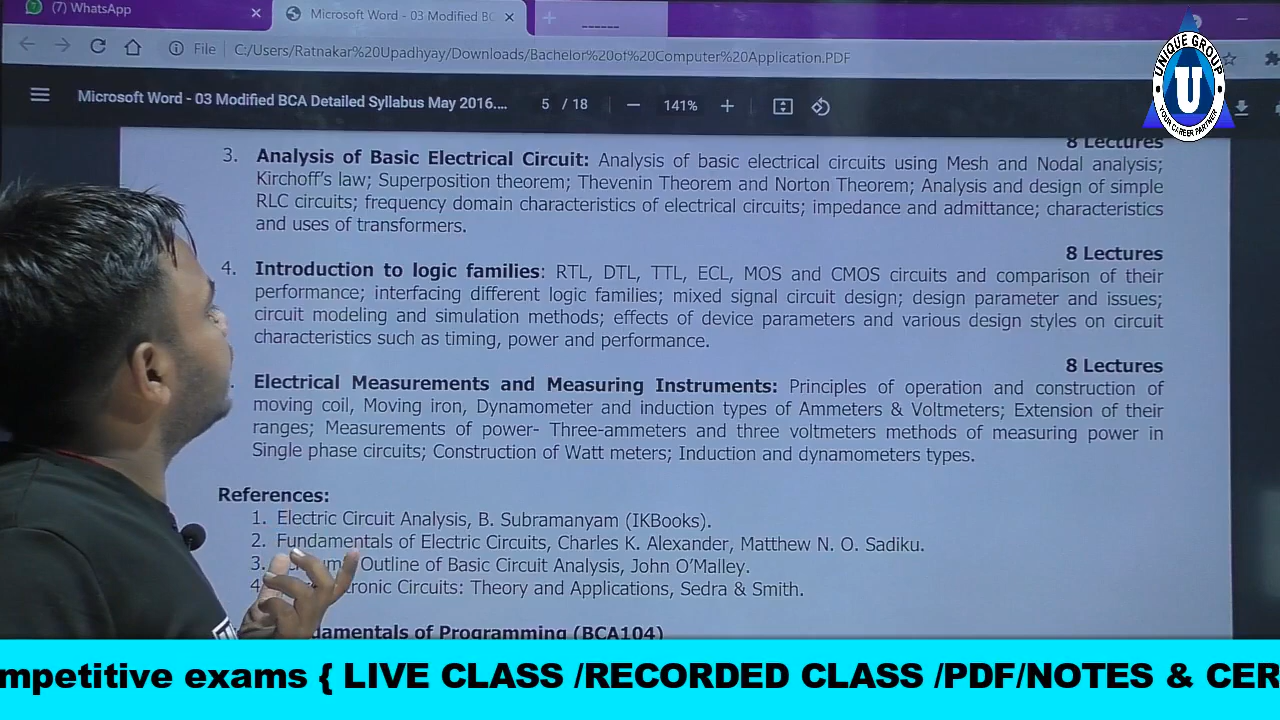 (7) WhatsApp
Microsoft Word - 03 Modified BC
File
C:/Users/Ratnakar%20Upadhyay/Downloads/Bachelor%20of%20Computer%20Application.PDF
UNIQUE GROUP
U
YOUR CAREER PARTNER
Microsoft Word - 03 Modified BCA Detailed Syllabus May 2016....
5 / 18
141%
8 Lectures
3. Analysis of Basic Electrical Circuit: Analysis of basic electrical circuits using Mesh and Nodal analysis;
Kirchoff's law; Superposition theorem; Thevenin Theorem and Norton Theorem; Analysis and design of simple
RLC circuits; frequency domain characteristics of electrical circuits; impedance and admittance; characteristics
and uses of transformers.
8 Lectures
4. Introduction to logic families: RTL, DTL, TTL, ECL, MOS and CMOS circuits and comparison of their
performance; interfacing different logic families; mixed signal circuit design; design parameter and issues;
circuit modeling and simulation methods; effects of device parameters and various design styles on circuit
characteristics such as timing, power and performance.
8 Lectures
Electrical Measurements and Measuring Instruments: Principles of operation and construction of
moving coil, Moving iron, Dynamometer and induction types of Ammeters & Voltmeters; Extension of their
ranges; Measurements of power- Three-ammeters and three voltmeters methods of measuring power in
Single phase circuits; Construction of Watt meters; Induction and dynamometers types.
References:
1. Electric Circuit Analysis, B. Subramanyam (IKBooks).
2. Fundamentals of Electric Circuits, Charles K. Alexander, Matthew N. O. Sadiku.
3. Outline of Basic Circuit Analysis, John O'Malley.
4 Circuits: Theory and Applications, Sedra & Smith.
damentals of Programming (BCA104)
mpetitive exams { LIVE CLASS /RECORDED CLASS /PDF/NOTES & CER